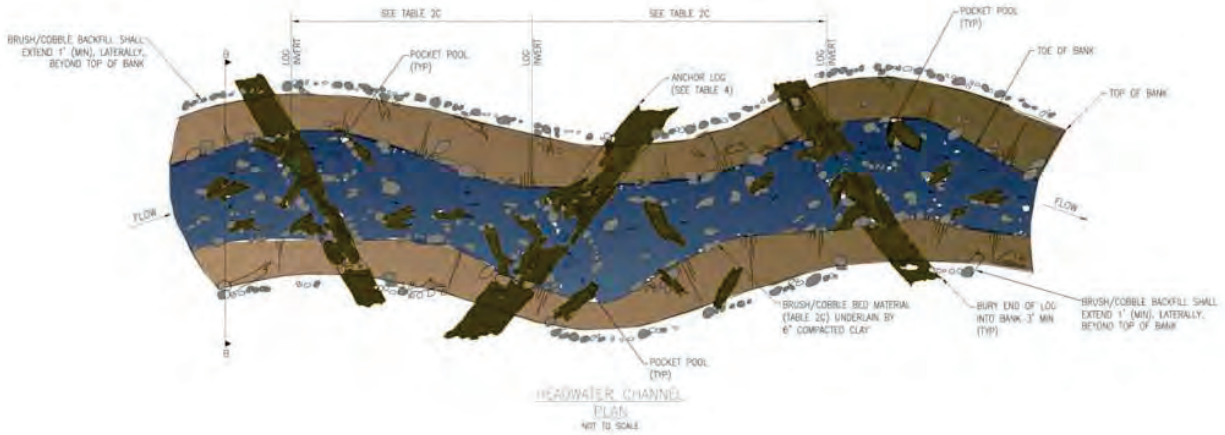 SEE TABLE 2C
SEE TABLE 2C
BRUSH/COBBLE BACKFILL SHALL
EXTEND 1' (MIN), LATERALLY,
BEYOND TOP OF BANK
B
LOG
INVERT
POCKET POOL
(TYP)
LOG
INVERT
ANCHOR LOG
(SEE TABLE 4)
LOG
INVERT
POCKET POOL
(TYP)
TOE OF BANK
TOP OF BANK
FLOW
FLOW
B
POCKET POOL
(TYP)
BRUSH/COBBLE BED MATERIAL
(TABLE 2C) UNDERLAIN BY
6" COMPACTED CLAY
BURY END OF LOG
INTO BANK 3' MIN
(TYP)
BRUSH/COBBLE BACKFILL SHALL
EXTEND 1' (MIN), LATERALLY,
BEYOND TOP OF BANK
HEADWATER CHANNEL
PLAN
NOT TO SCALE